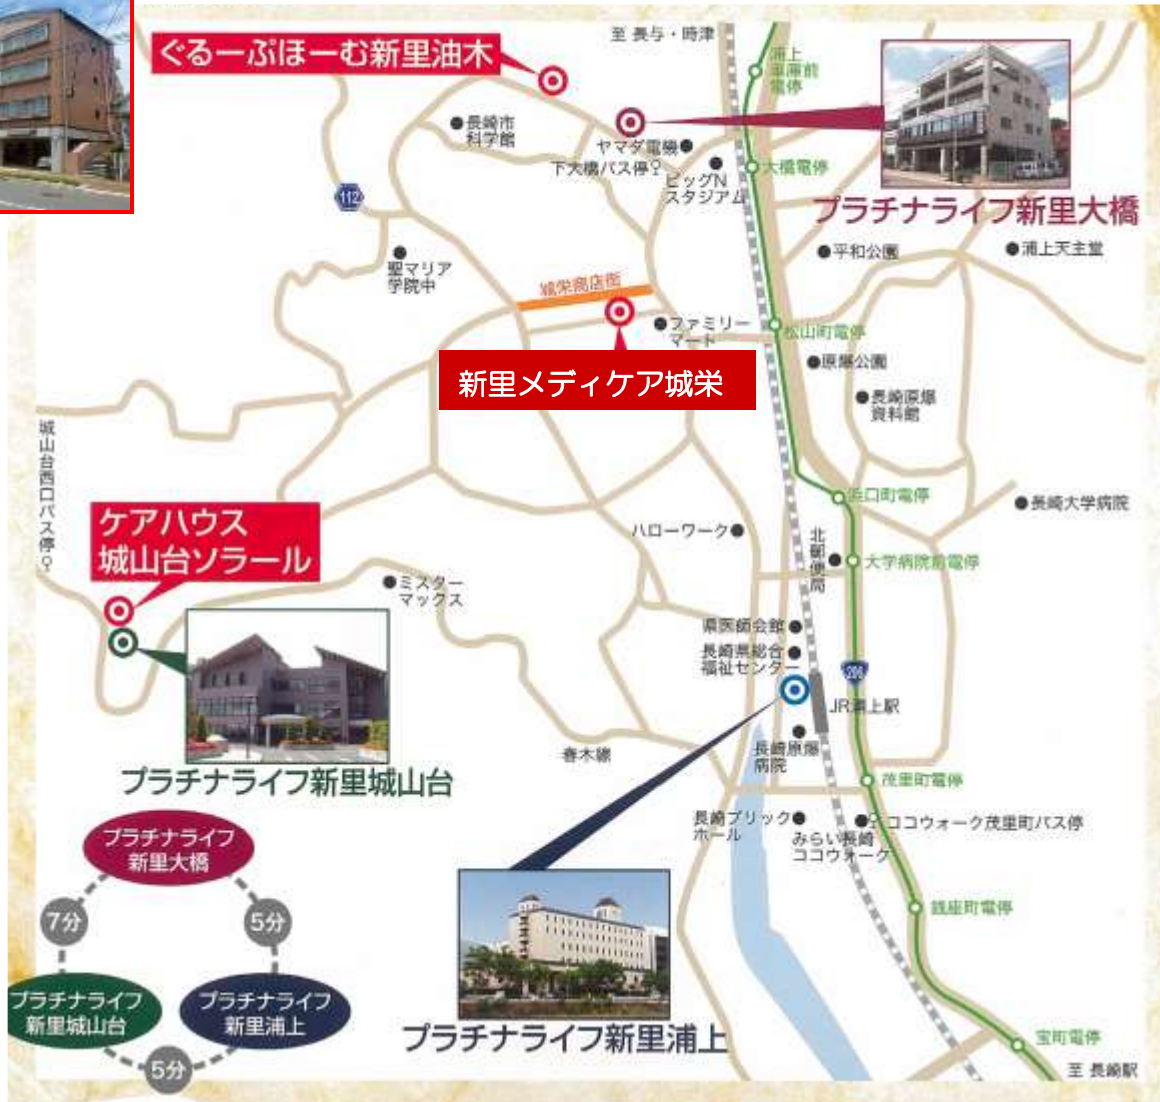 至 長与・時津
ぐるーぷほーむ新里油木
浦上
車庫前
電停
長崎市
科学館
ヤマダ電機
下大橋バス停
ビッグN
スタジアム
大橋電停
112
プラチナライフ新里大橋
平和公園
浦上天主堂
聖マリア
学院中
城栄商店街
ファミリー
マート
松山町電停
新里メディケア城栄
原爆公園
長崎原爆
資料館
城山台西口バス停
浜口町電停
長崎大学病院
ケアハウス
城山台ソラール
ハローワーク
北郵便局
大学病院前電停
ミスター
マックス
県医師会館
長崎県総合
福祉センター
206
JR浦上駅
長崎原爆
病院
春木線
プラチナライフ新里城山台
茂里町電停
長崎ブリック
ホール
みらい長崎
ココウォーク
ココウォーク茂里町バス停
プラチナライフ
新里大橋
7分
5分
プラチナライフ
新里城山台
プラチナライフ
新里浦上
5分
プラチナライフ新里浦上
銭座町電停
宝町電停
至 長崎駅